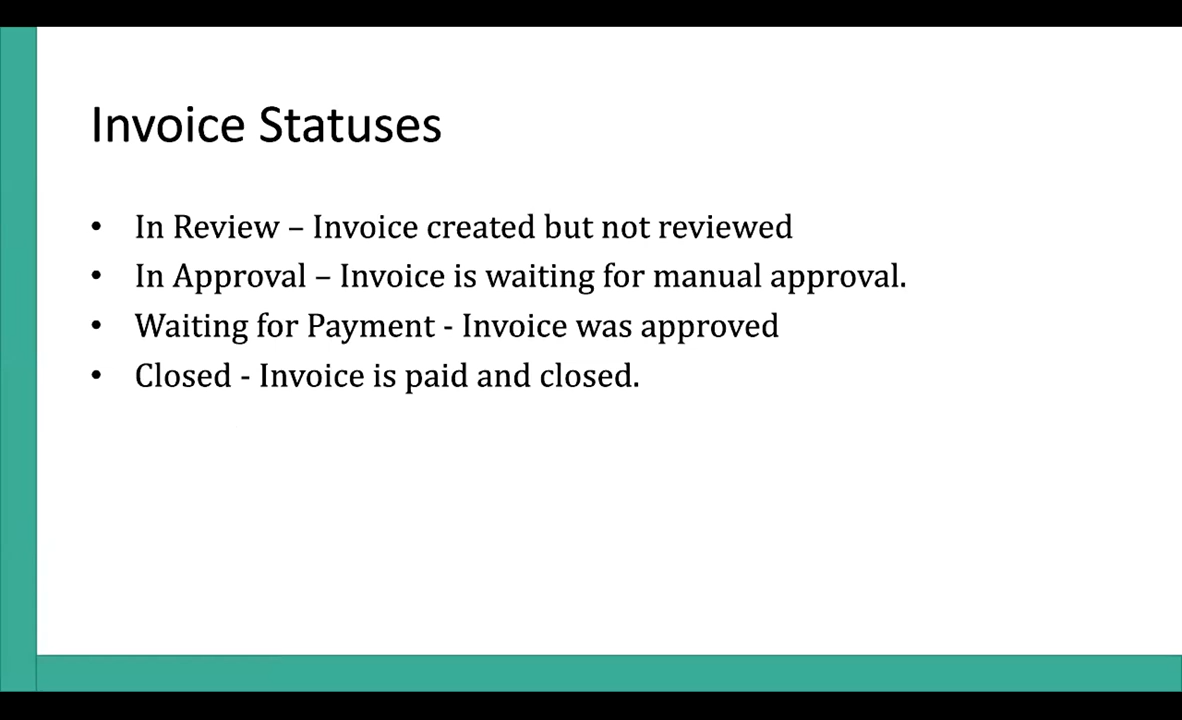 Invoice Statuses
• In Review – Invoice created but not reviewed
• In Approval – Invoice is waiting for manual approval.
• Waiting for Payment - Invoice was approved
• Closed - Invoice is paid and closed.